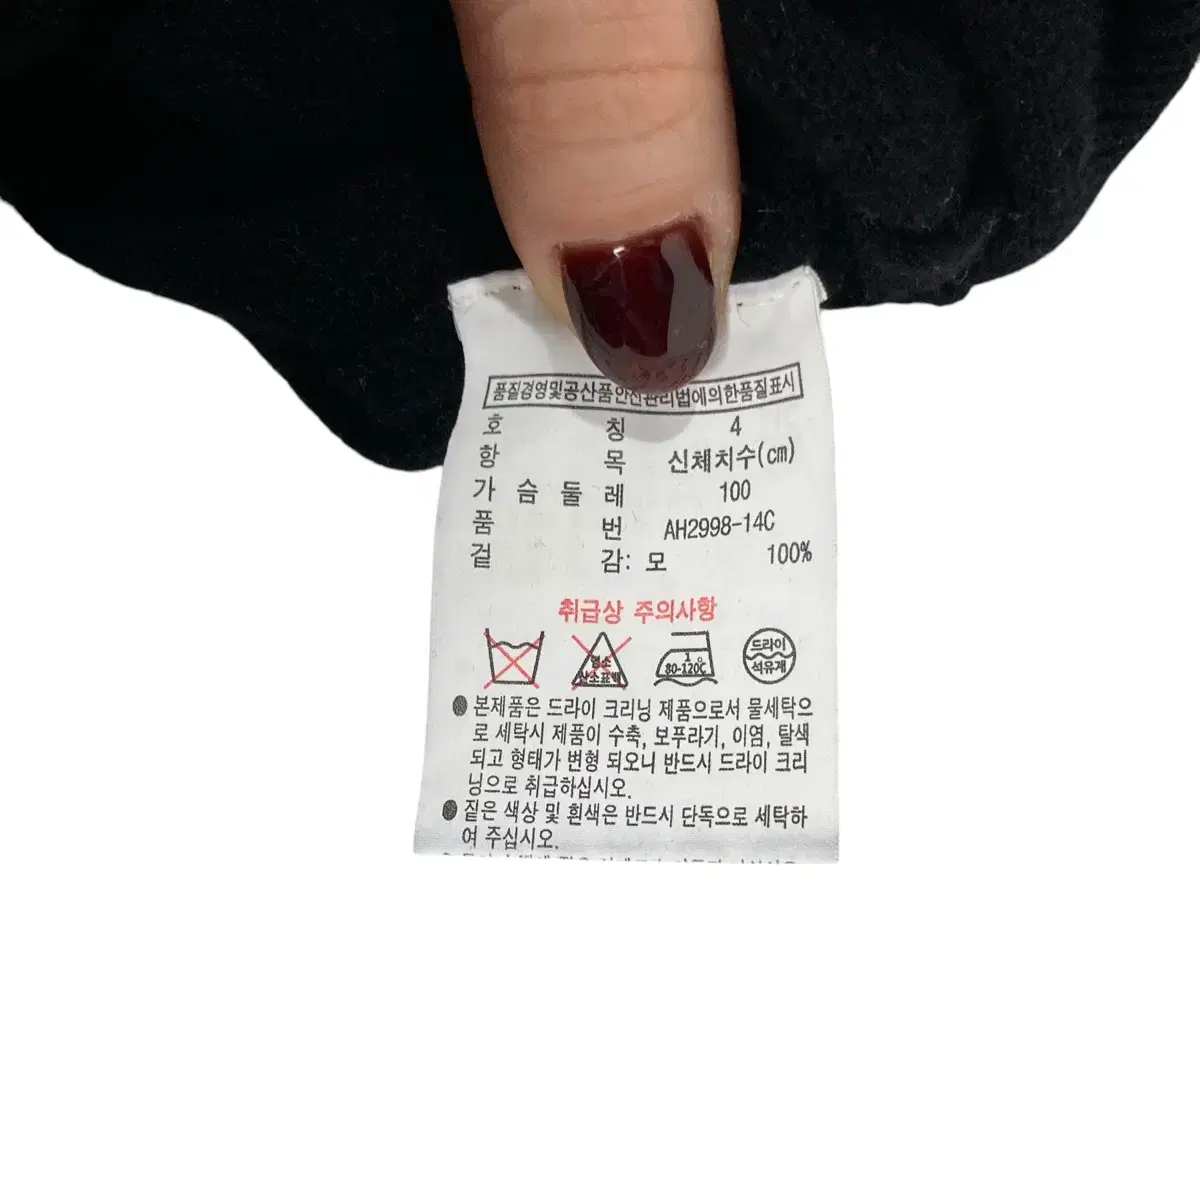 품질경영및공산품안전관리법에의한품질표시
호 칭 4
항 목 신체치수(cm)
가 슴 둘 레 100
품 번 AH2998-14C
겉 감: 모 100%
취급상 주의사항
염소
산소표백
1
80-120℃
드라이
석유계
● 본제품은 드라이 크리닝 제품으로서 물세탁으
로 세탁시 제품이 수축, 보푸라기, 이염, 탈색
되고 형태가 변형 되오니 반드시 드라이 크리
닝으로 취급하십시오.
● 짙은 색상 및 흰색은 반드시 단독으로 세탁하
여 주십시오.